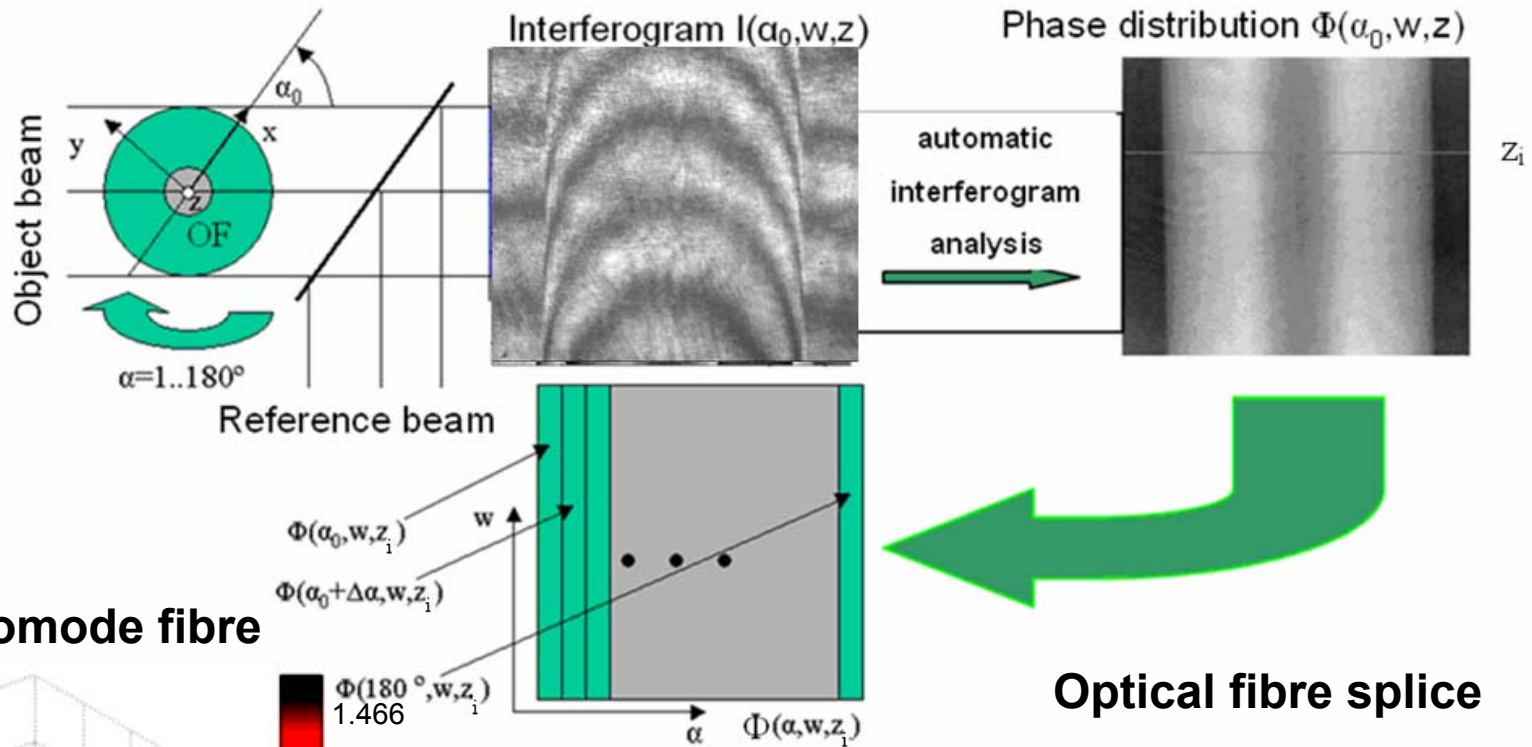 Interferogram I(α₀,w,z)
Phase distribution Φ(α₀,w,z)
Object beam
α₀
y
x
z
OF
α=1..180°
Reference beam
automatic
interferogram
analysis
Zᵢ
Φ(α₀,w,zᵢ)
w
Φ(α₀+Δα,w,zᵢ)
Φ(180 °,w,zᵢ)
α
Φ(α,w,zᵢ)
omode fibre
1.466
Optical fibre splice